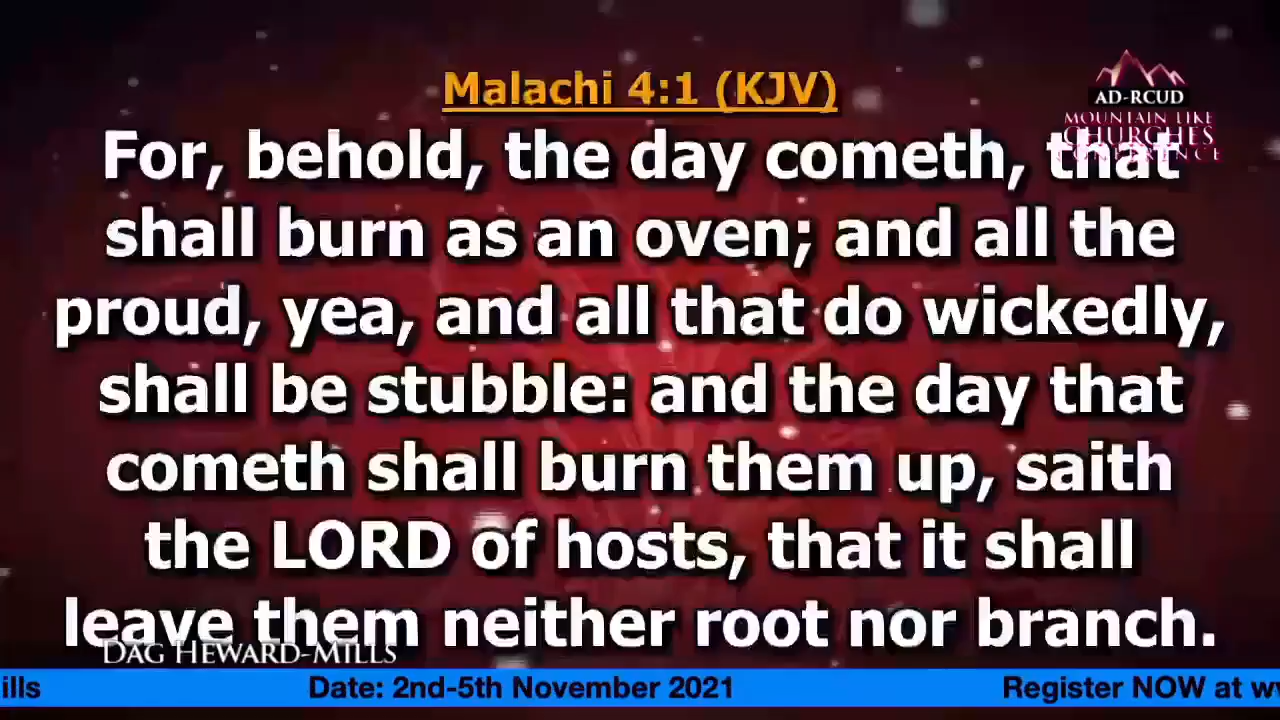 Malachi 4:1 (KJV)
AD-RCUD
MOUNTAIN LIKE
CHURCHES
CONFERENCE
For, behold, the day cometh, that
shall burn as an oven; and all the
proud, yea, and all that do wickedly,
shall be stubble: and the day that
cometh shall burn them up, saith
the LORD of hosts, that it shall
leave them neither root nor branch.
DAG HEWARD-MILLS
ills Date: 2nd-5th November 2021 Register NOW at